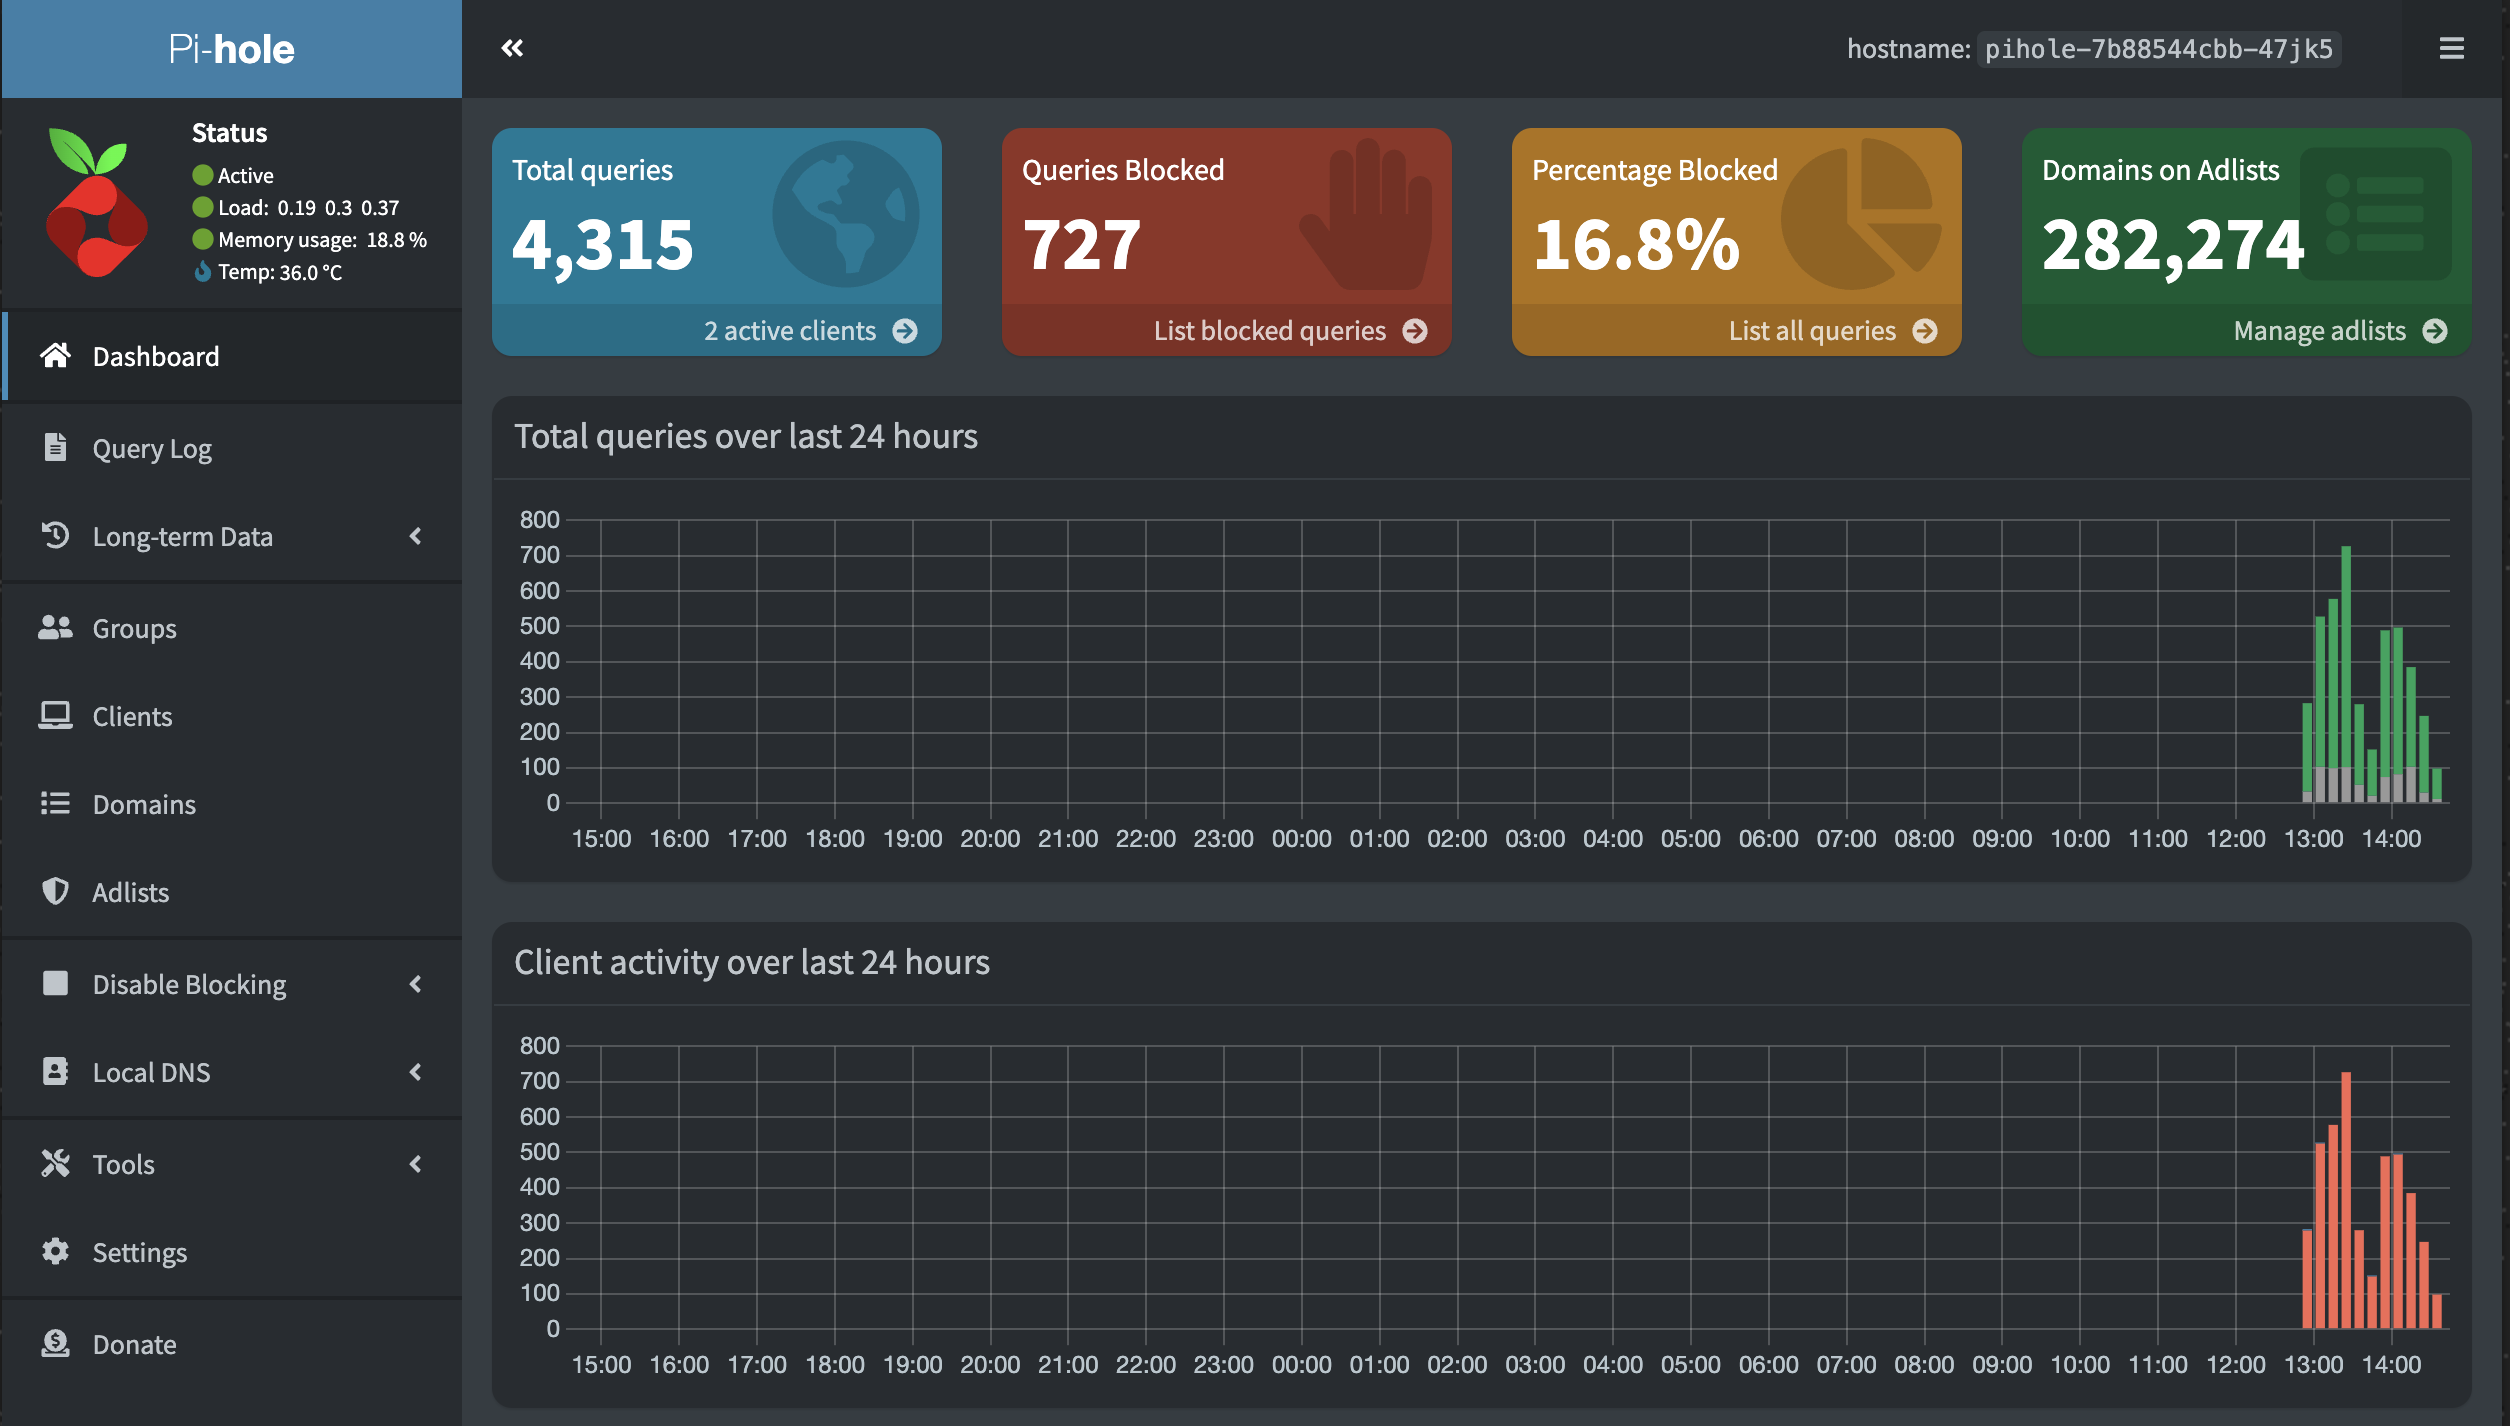 Pi-hole
hostname: pihole-7b88544cbb-47jk5
Status
Active
Load: 0.19 0.3 0.37
Memory usage: 18.8 %
Temp: 36.0 °C
Dashboard
Query Log
Long-term Data
Groups
Clients
Domains
Adlists
Disable Blocking
Local DNS
Tools
Settings
Donate
Total queries
4,315
2 active clients
Queries Blocked
727
List blocked queries
Percentage Blocked
16.8%
List all queries
Domains on Adlists
282,274
Manage adlists
Total queries over last 24 hours
800
700
600
500
400
300
200
100
0
15:00 16:00 17:00 18:00 19:00 20:00 21:00 22:00 23:00 00:00 01:00 02:00 03:00 04:00 05:00 06:00 07:00 08:00 09:00 10:00 11:00 12:00 13:00 14:00
Client activity over last 24 hours
800
700
600
500
400
300
200
100
0
15:00 16:00 17:00 18:00 19:00 20:00 21:00 22:00 23:00 00:00 01:00 02:00 03:00 04:00 05:00 06:00 07:00 08:00 09:00 10:00 11:00 12:00 13:00 14:00